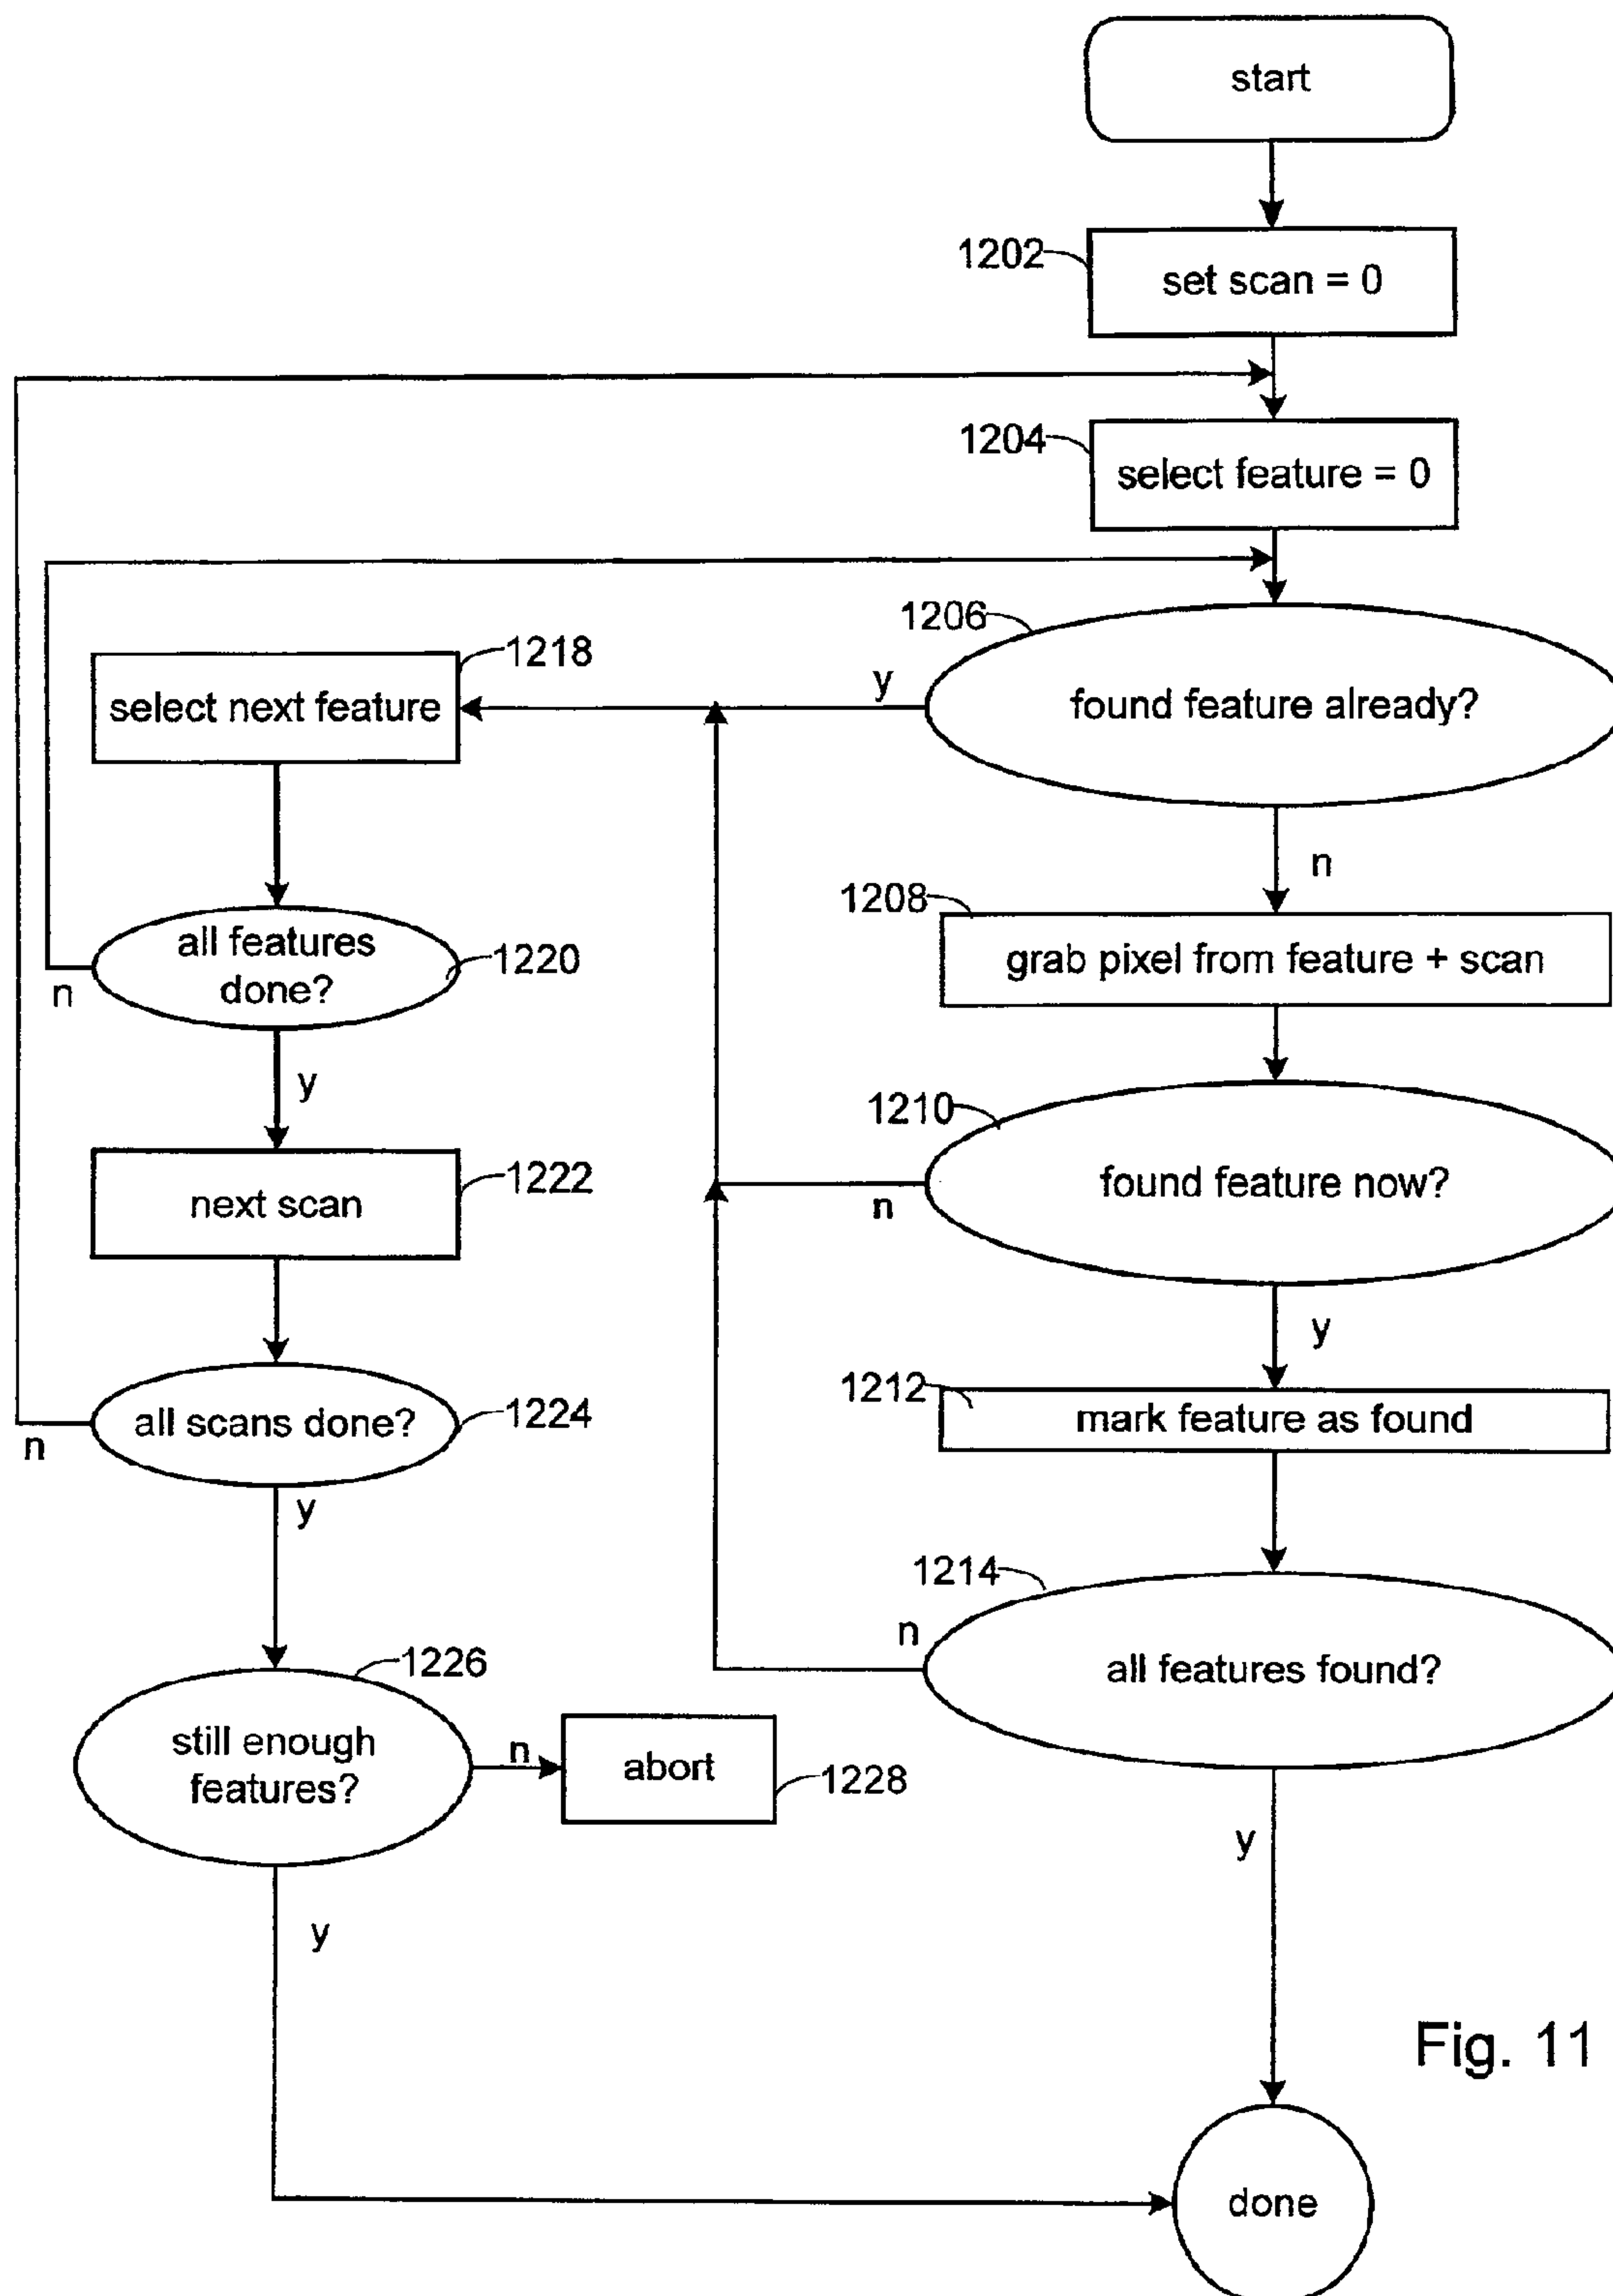 start
1202
set scan = 0
1204
select feature = 0
1206
found feature already?
y
n
1218
select next feature
1208
grab pixel from feature + scan
all features
done?
1220
n
y
1210
found feature now?
n
y
1222
next scan
1212
mark feature as found
1224
all scans done?
n
y
1214
all features found?
n
y
1226
still enough
features?
n
y
abort
1228
Fig. 11
done